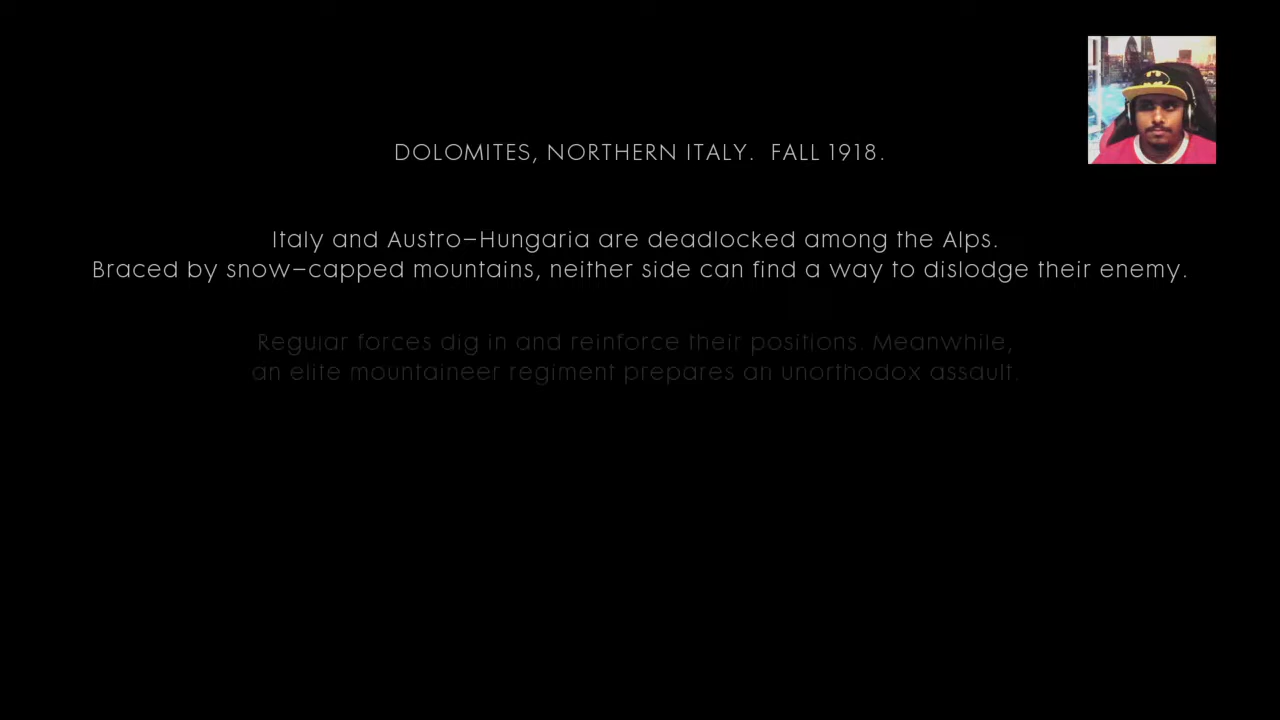 DOLOMITES, NORTHERN ITALY. FALL 1918.
Italy and Austro-Hungaria are deadlocked among the Alps.
Braced by snow-capped mountains, neither side can find a way to dislodge their enemy.
Regular forces dig in and reinforce their positions. Meanwhile,
an elite mountaineer regiment prepares an unorthodox assault.